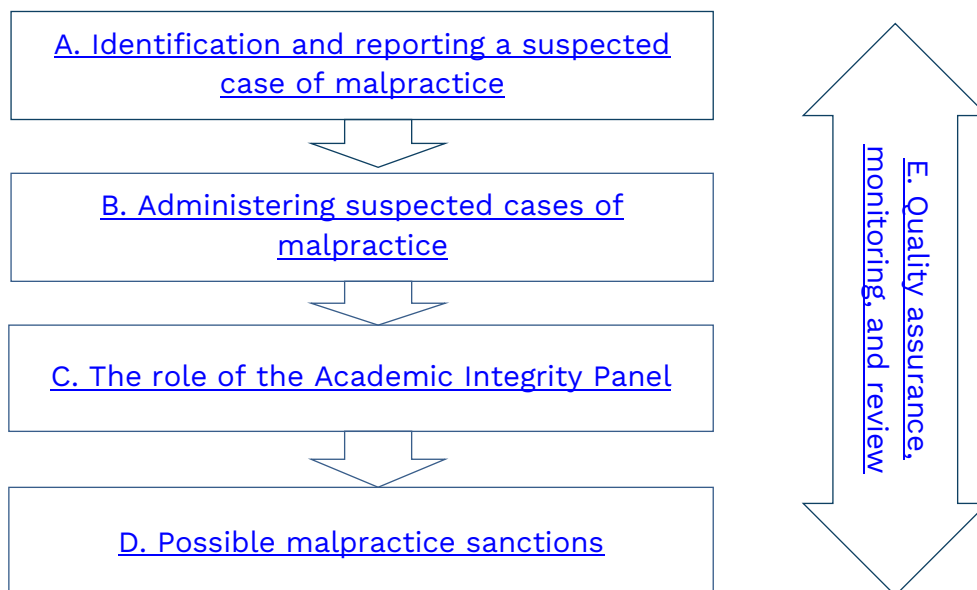 A. Identification and reporting a suspected
case of malpractice
B. Administering suspected cases of
malpractice
C. The role of the Academic Integrity Panel
D. Possible malpractice sanctions
E. Quality assurance,
monitoring, and review